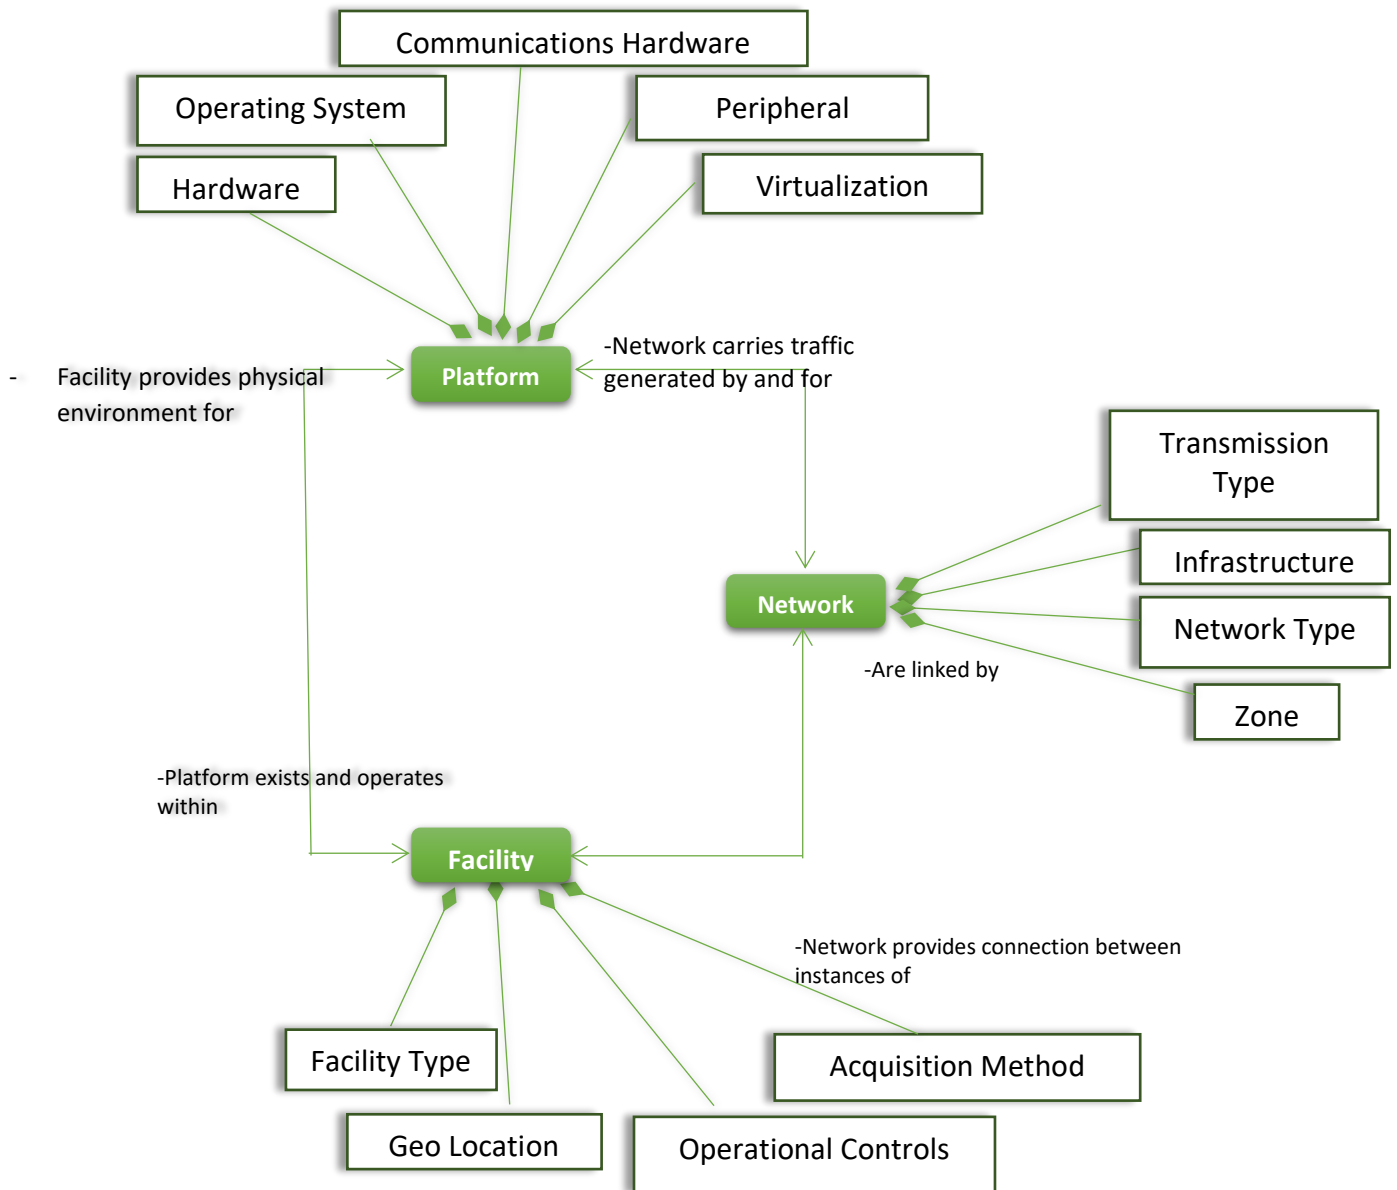 Communications Hardware
Operating System
Peripheral
Hardware
Virtualization
-Network carries traffic
generated by and for
- Facility provides physical
environment for
Platform
Transmission
Type
Infrastructure
Network
Network Type
-Are linked by
Zone
-Platform exists and operates
within
Facility
-Network provides connection between
instances of
Facility Type
Acquisition Method
Geo Location
Operational Controls